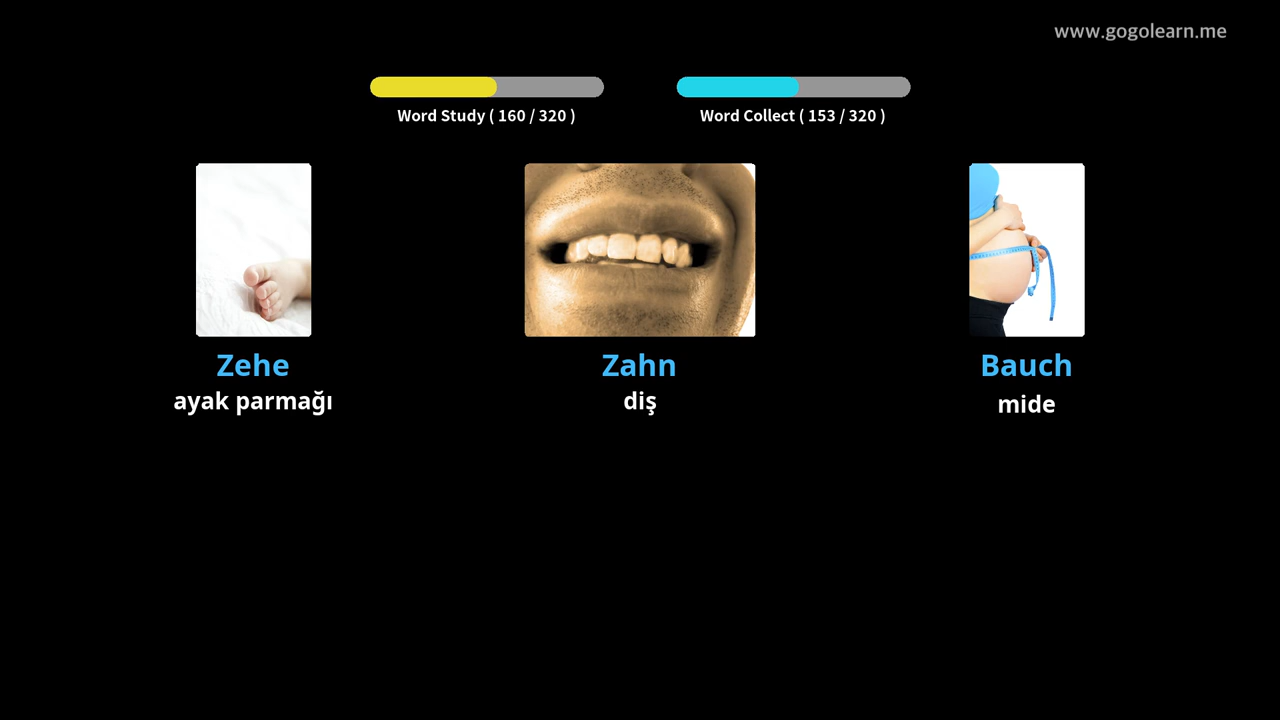 www.gogolearn.me
Word Study ( 160 / 320 )
Word Collect ( 153 / 320 )
Zehe
ayak parmağı
Zahn
diş
Bauch
mide